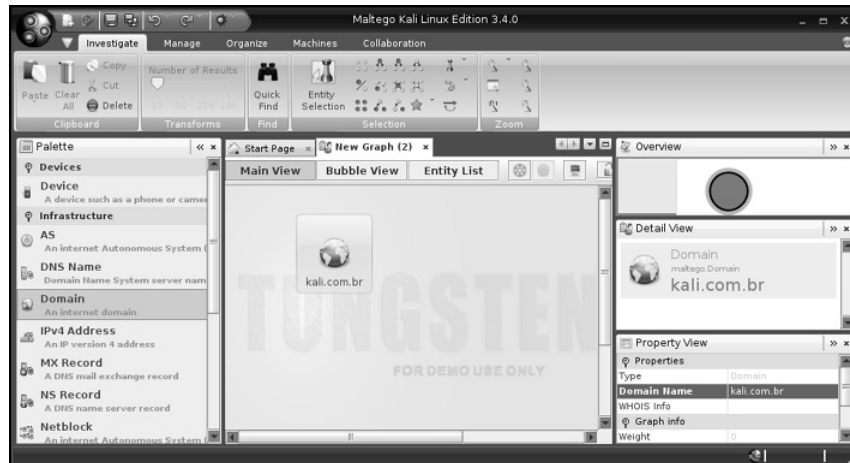 Maltego Kali Linux Edition 3.4.0
Investigate Manage Organize Machines Collaboration
Paste
Clear All
Copy
Cut
Delete
Clipboard
Number of Results
Transforms
Quick Find
Find
Entity Selection
Selection
Zoom
Palette
Devices
Device
A device such as a phone or camer
Infrastructure
AS
An internet Autonomous System (
DNS Name
Domain Name System server nam
Domain
An internet domain
IPv4 Address
An IP version 4 address
MX Record
A DNS mail exchange record
NS Record
A DNS name server record
Netblock
An internet Autonomous System (
Start Page
New Graph (2)
Main View Bubble View Entity List
kali.com.br
TUNGSTEN
FOR DEMO USE ONLY
Overview
Detail View
Domain
maltego.Domain
kali.com.br
Property View
Properties
Type Domain
Domain Name kali.com.br
WHOIS Info
Graph info
Weight 0